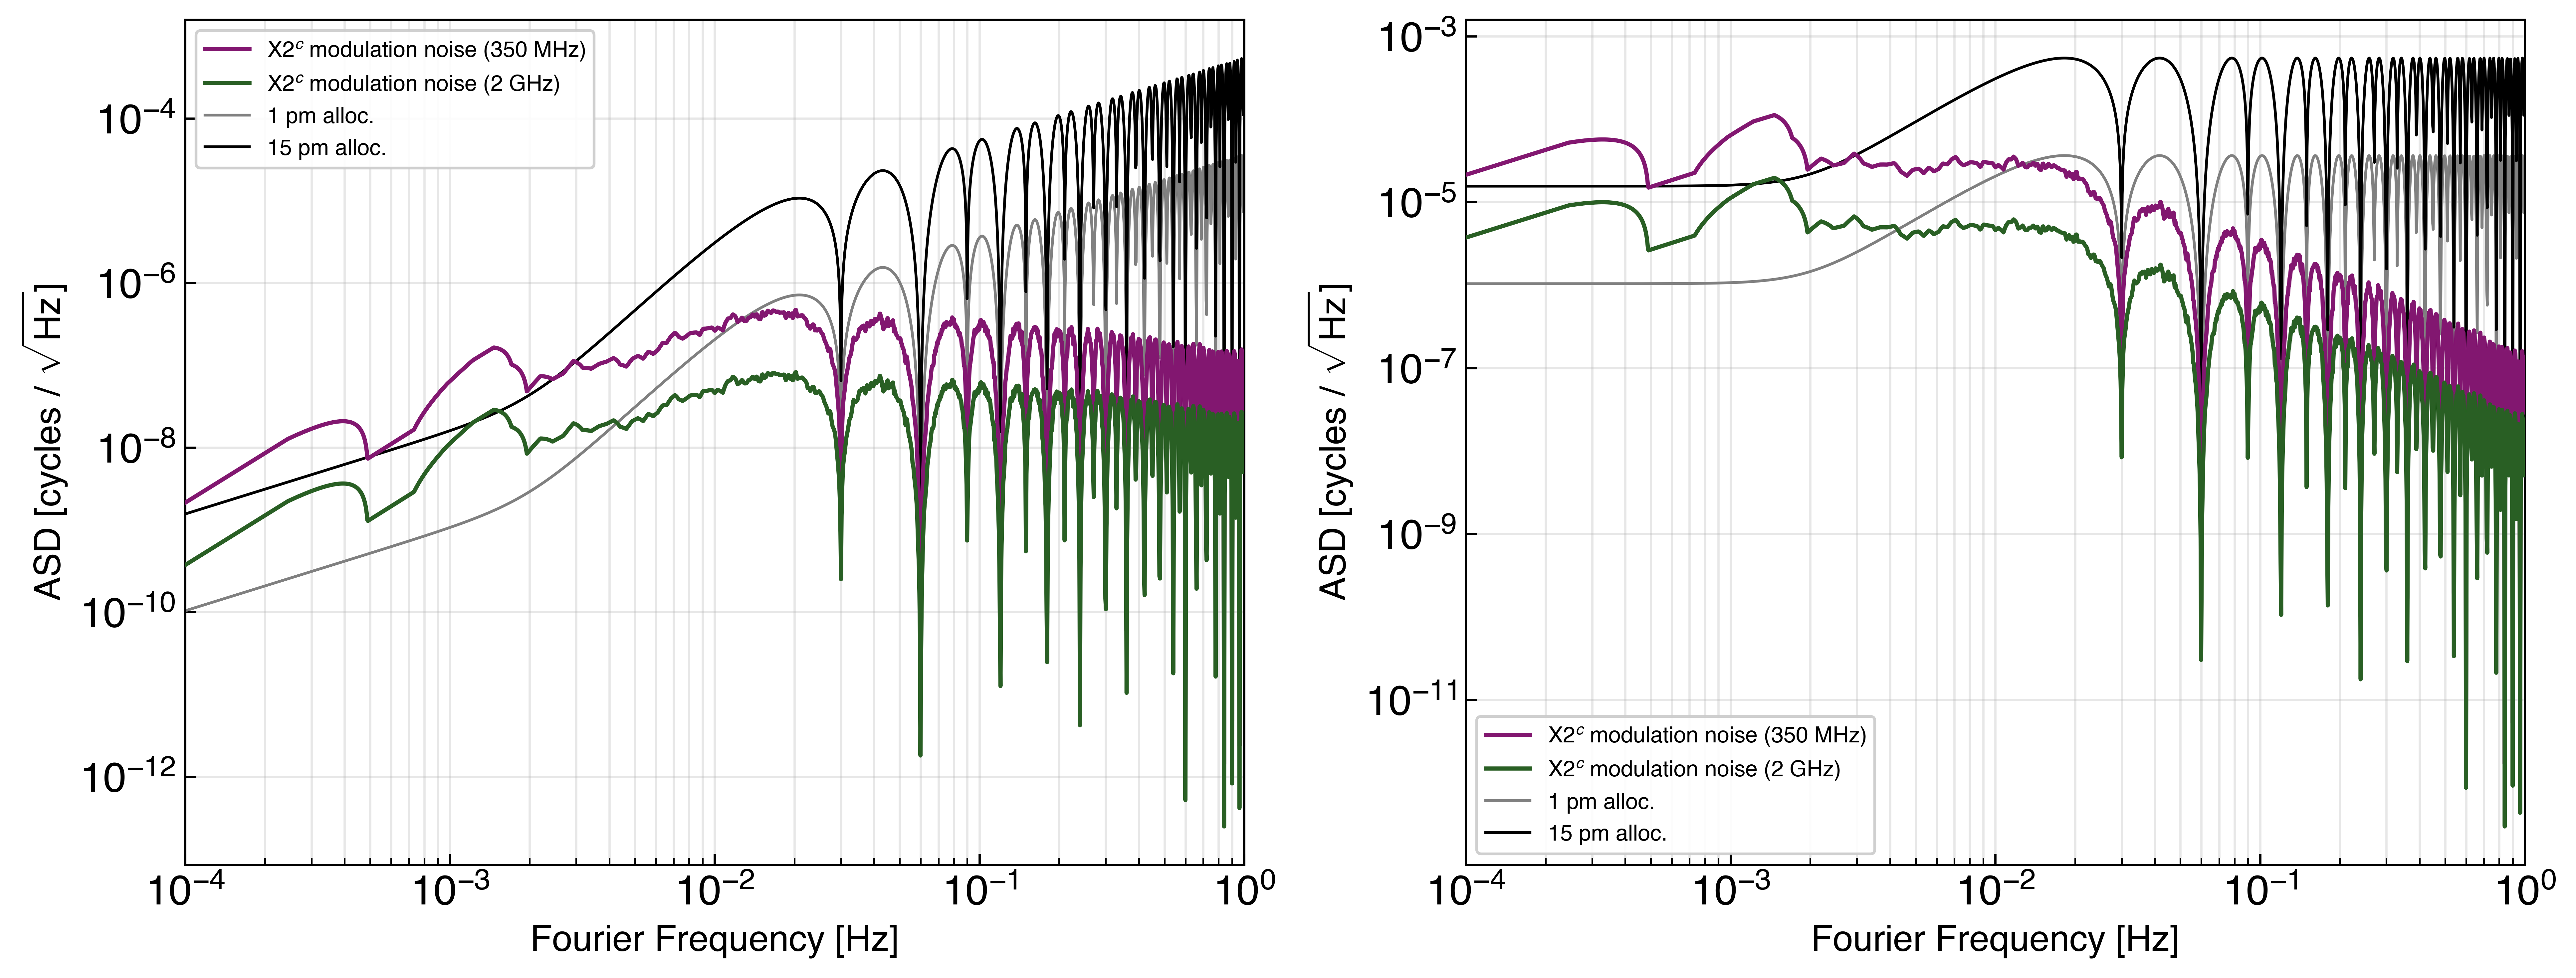 X2^c modulation noise (350 MHz)
X2^c modulation noise (2 GHz)
1 pm alloc.
15 pm alloc.
10^−4
10^−6
10^−8
10^−10
10^−12
ASD [cycles / √Hz]
10^−4 10^−3 10^−2 10^−1 10^0
Fourier Frequency [Hz]
10^−3
10^−5
10^−7
10^−9
10^−11
ASD [cycles / √Hz]
X2^c modulation noise (350 MHz)
X2^c modulation noise (2 GHz)
1 pm alloc.
15 pm alloc.
10^−4 10^−3 10^−2 10^−1 10^0
Fourier Frequency [Hz]